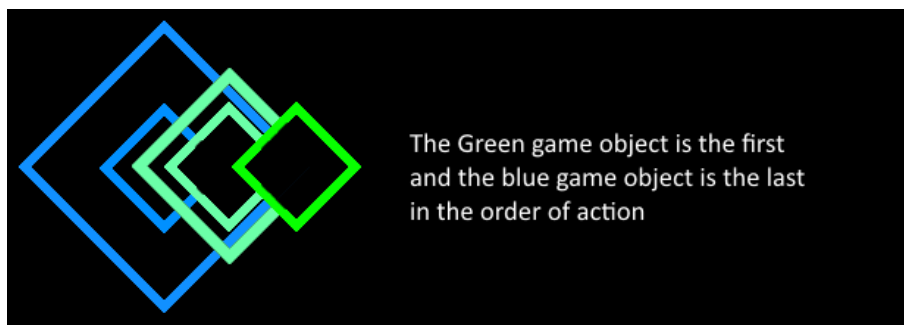 The Green game object is the first
and the blue game object is the last
in the order of action